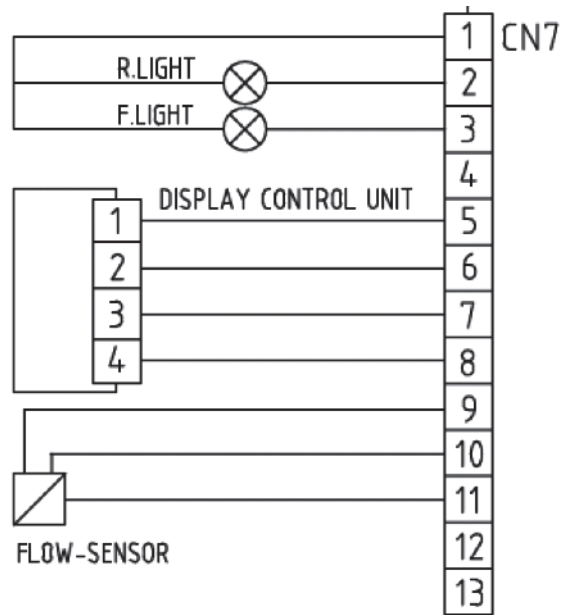 1 CN7
R.LIGHT
2
F.LIGHT
3
4
DISPLAY CONTROL UNIT
1 5
2 6
3 7
4 8
9
10
11
FLOW-SENSOR
12
13